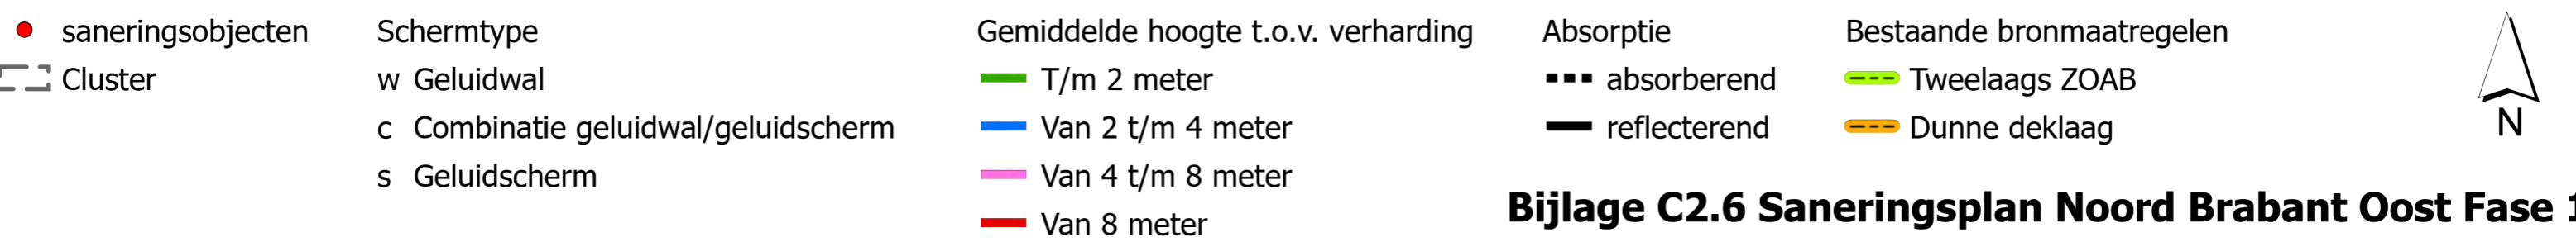 saneringsobjecten
Cluster
Schermtype
w Geluidwal
c Combinatie geluidwal/geluidscherm
s Geluidscherm
Gemiddelde hoogte t.o.v. verharding
T/m 2 meter
Van 2 t/m 4 meter
Van 4 t/m 8 meter
Van 8 meter
Absorptie
absorberend
reflecterend
Bestaande bronmaatregelen
Tweelaags ZOAB
Dunne deklaag
N
Bijlage C2.6 Saneringsplan Noord Brabant Oost Fase 1